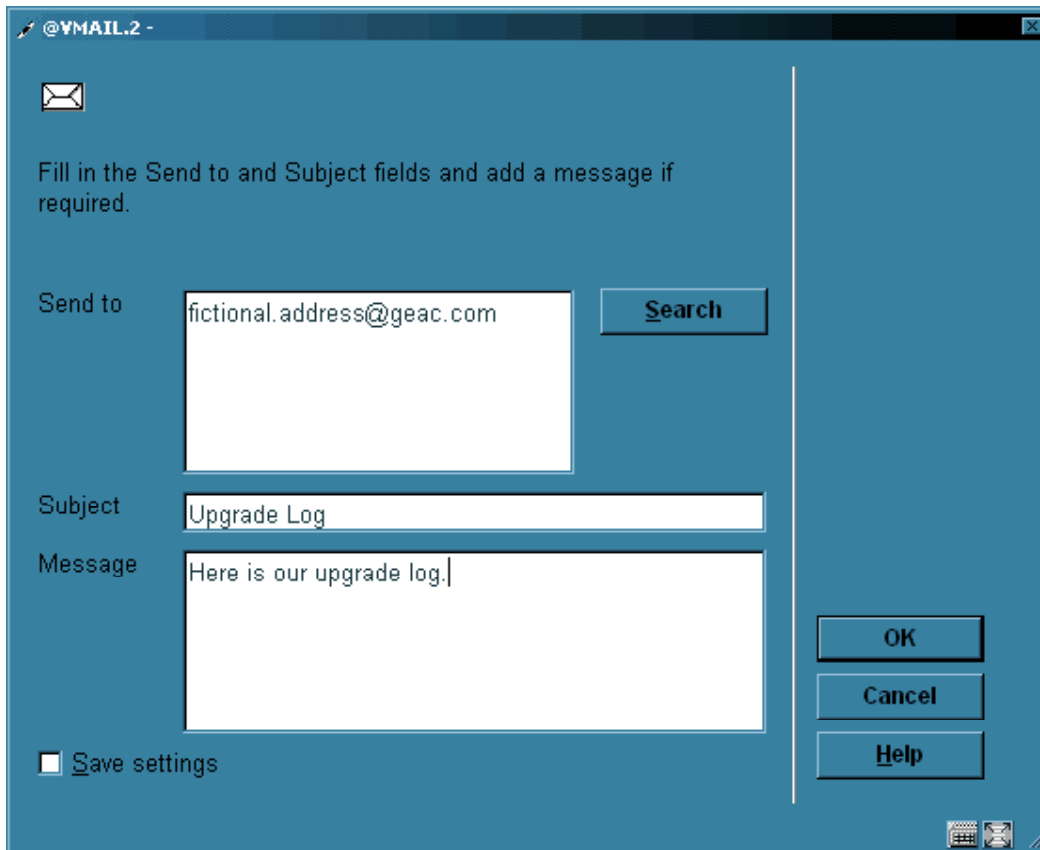 @VMAIL.2 -
Fill in the Send to and Subject fields and add a message if
required.
Send to
fictional.address@geac.com
Search
Subject
Upgrade Log
Message
Here is our upgrade log.
OK
Cancel
Help
Save settings